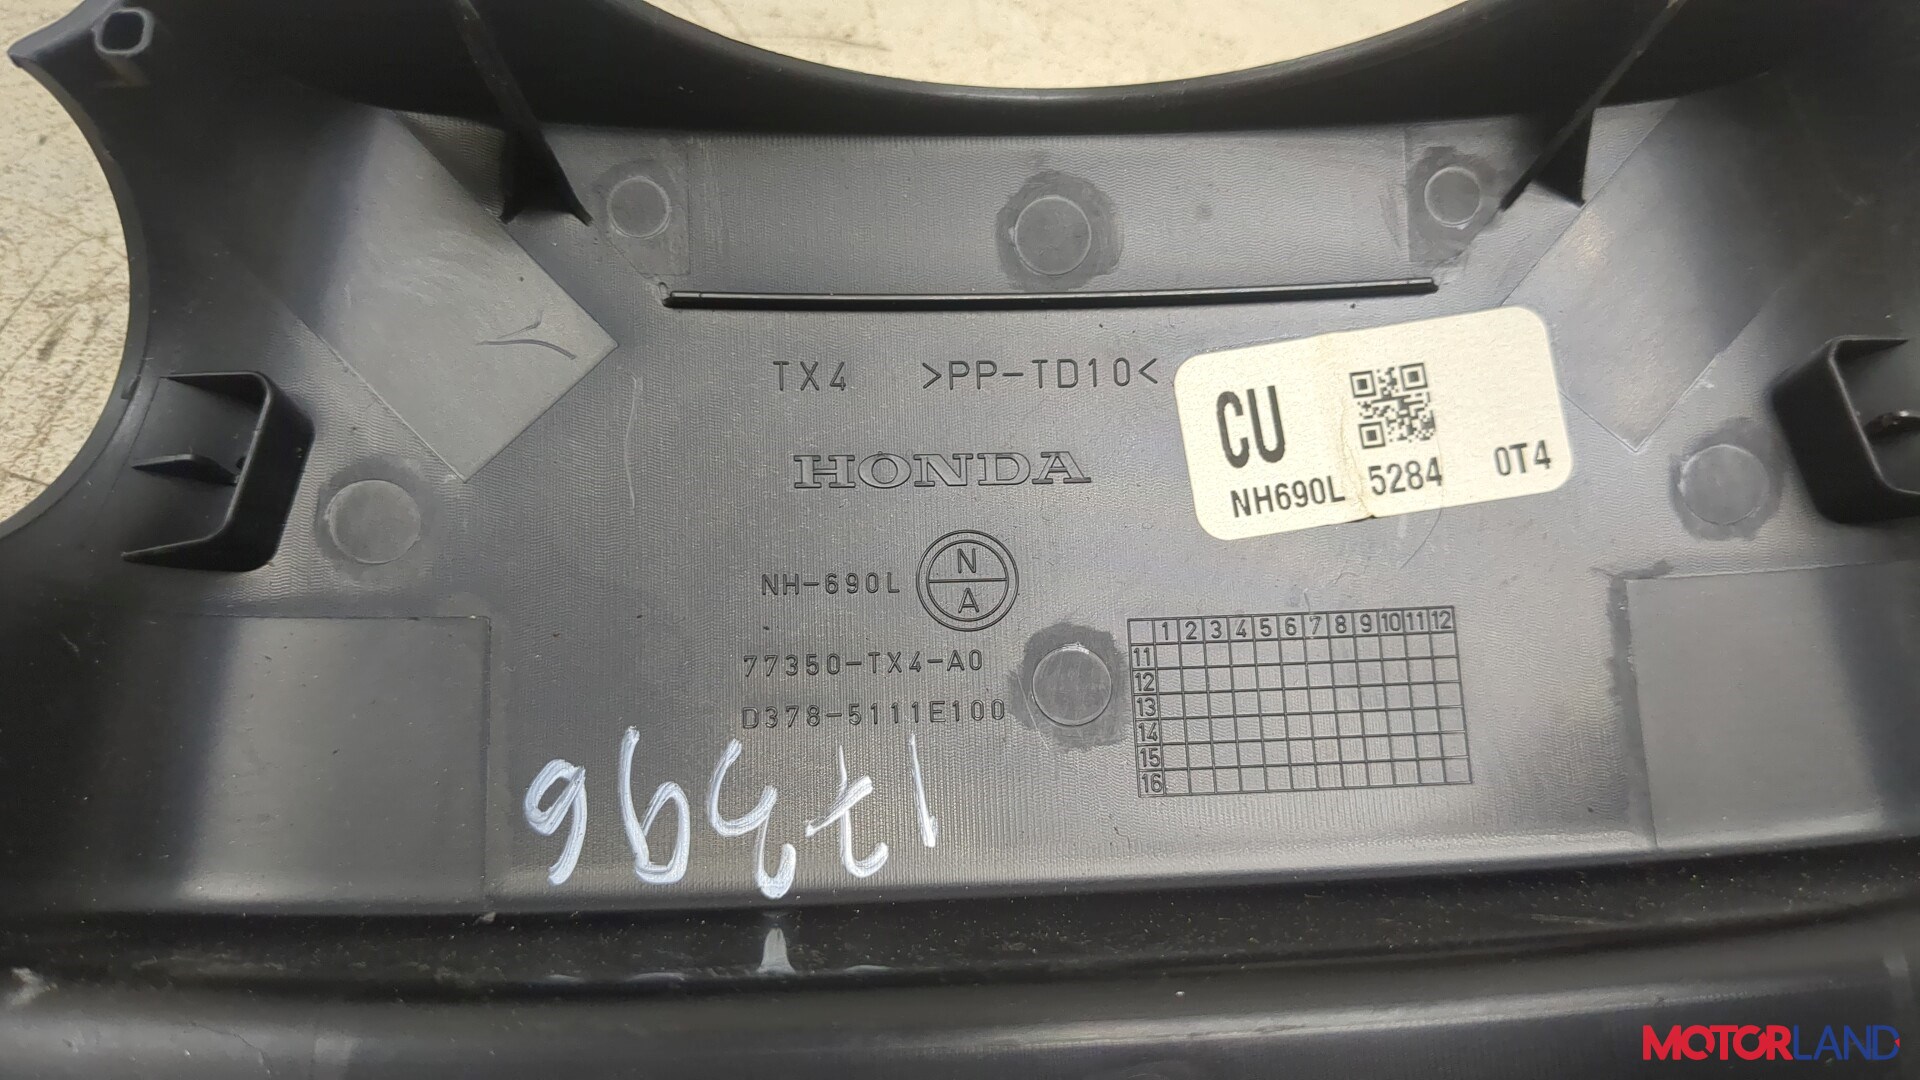 TX4 >PP-TD10<
HONDA
CU
NH690L 5284 0T4
NH-690L N A
77350-TX4-A0
D378-5111E100
1 2 3 4 5 6 7 8 9 10 11 12
11
12
13
14
15
16
17396
MOTORLAND